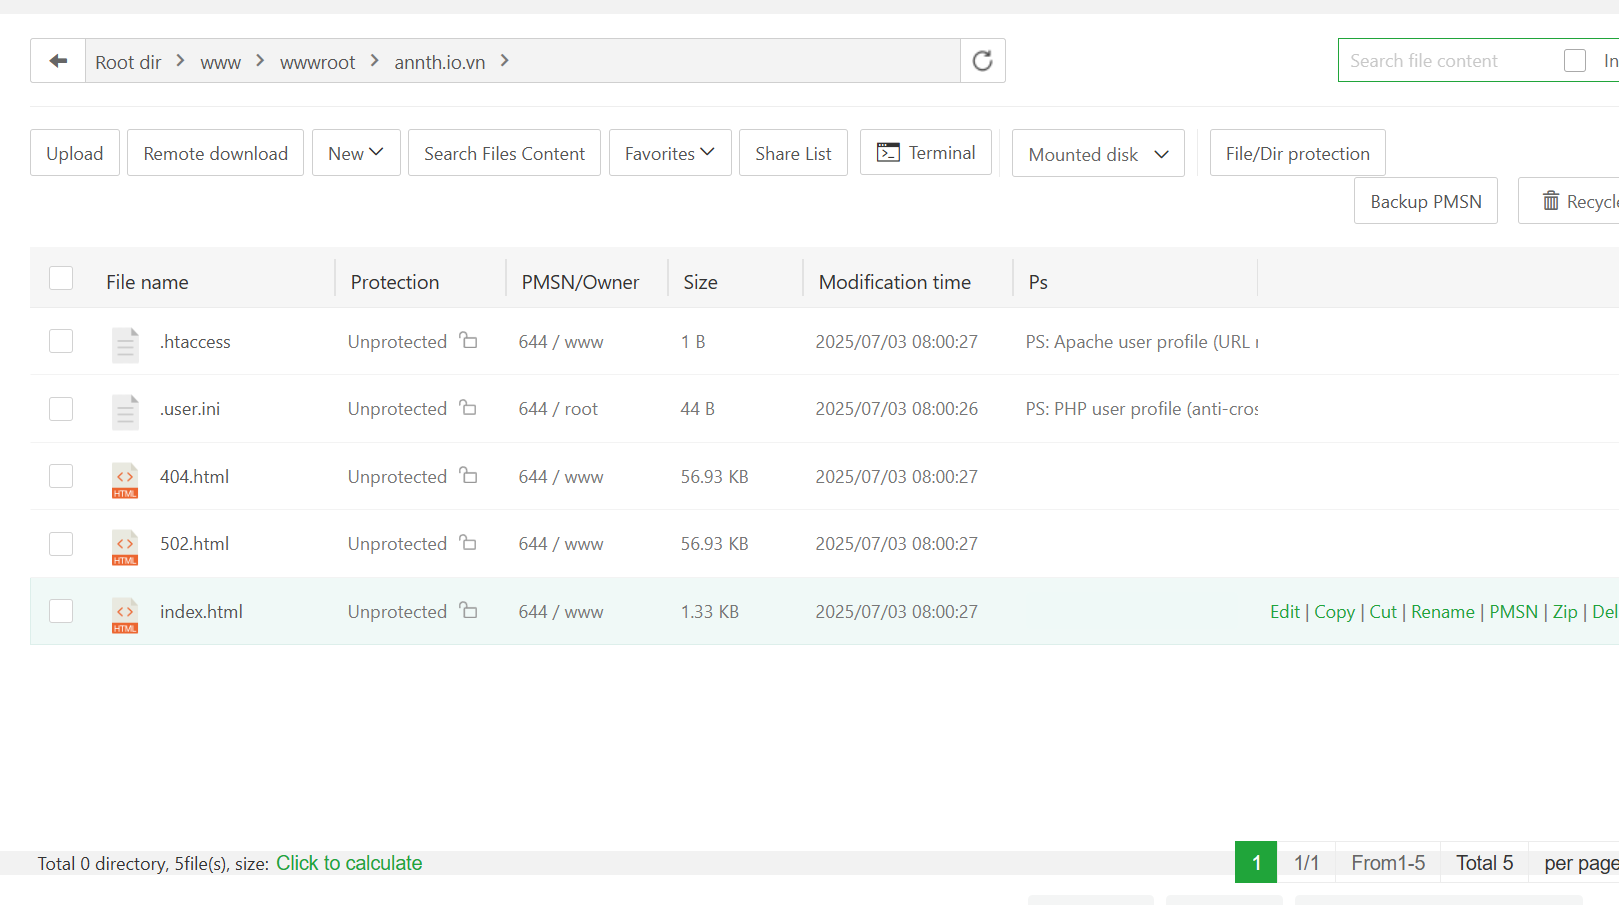 Root dir > www > wwwroot > annth.io.vn >
Search file content
Upload Remote download New Search Files Content Favorites Share List Terminal Mounted disk File/Dir protection
Backup PMSN
File name Protection PMSN/Owner Size Modification time Ps
.htaccess Unprotected 644 / www 1 B 2025/07/03 08:00:27 PS: Apache user profile (URL
.user.ini Unprotected 644 / root 44 B 2025/07/03 08:00:26 PS: PHP user profile (anti-cros
HTML 404.html Unprotected 644 / www 56.93 KB 2025/07/03 08:00:27
HTML 502.html Unprotected 644 / www 56.93 KB 2025/07/03 08:00:27
HTML index.html Unprotected 644 / www 1.33 KB 2025/07/03 08:00:27 Edit | Copy | Cut | Rename | PMSN | Zip | Del
Total 0 directory, 5file(s), size: Click to calculate 1 1/1 From1-5 Total 5 per page